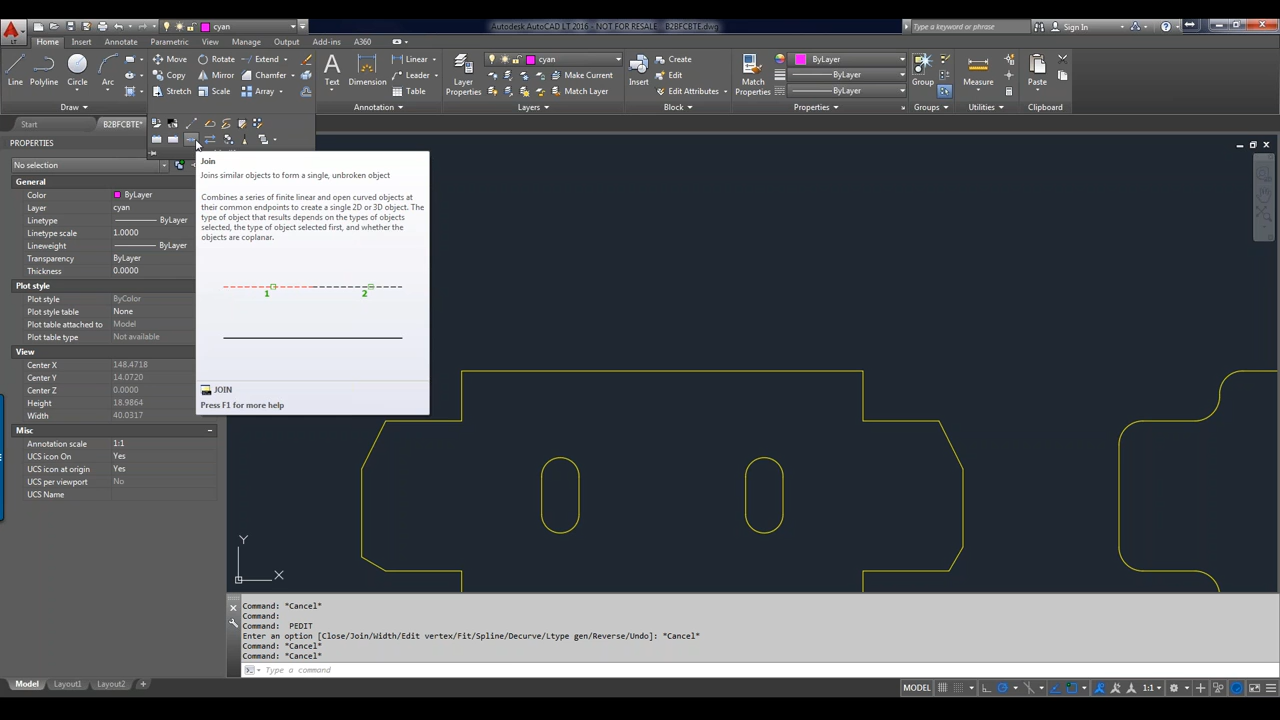 cyan
Autodesk AutoCAD LT 2016 - NOT FOR RESALE B2BFCBTE.dwg
Type a keyword or phrase
Sign In
LT
Home Insert Annotate Parametric View Manage Output Add-ins A360
Line
Polyline
Circle
Arc
Move
Rotate
Extend
Copy
Mirror
Chamfer
Stretch
Scale
Array
Text
Dimension
Linear
Leader
Table
Layer
Properties
cyan
Make Current
Match Layer
Insert
Create
Edit
Edit Attributes
Match
Properties
ByLayer
ByLayer
ByLayer
Group
Measure
Paste
Draw
Annotation
Layers
Block
Properties
Groups
Utilities
Clipboard
Start
B2BFCBTE*
PROPERTIES
No selection
General
Color ByLayer
Layer cyan
Linetype ByLayer
Linetype scale 1.0000
Lineweight ByLayer
Transparency ByLayer
Thickness 0.0000
Plot style
Plot style ByColor
Plot style table None
Plot table attached to Model
Plot table type Not available
View
Center X 148.4718
Center Y 14.0720
Center Z 0.0000
Height 18.9864
Width 40.0317
Misc
Annotation scale 1:1
UCS icon On Yes
UCS icon at origin Yes
UCS per viewport No
UCS Name
Join
Joins similar objects to form a single, unbroken object
Combines a series of finite linear and open curved objects at
their common endpoints to create a single 2D or 3D object. The
type of object that results depends on the types of objects
selected, the type of object selected first, and whether the
objects are coplanar.
1
2
JOIN
Press F1 for more help
Y
X
Command: *Cancel*
Command:
Command: PEDIT
Enter an option [Close/Join/Width/Edit vertex/Fit/Spline/Decurve/Ltype gen/Reverse/Undo]: *Cancel*
Command: *Cancel*
Command: *Cancel*
Type a command
Model Layout1 Layout2 +
MODEL
1:1